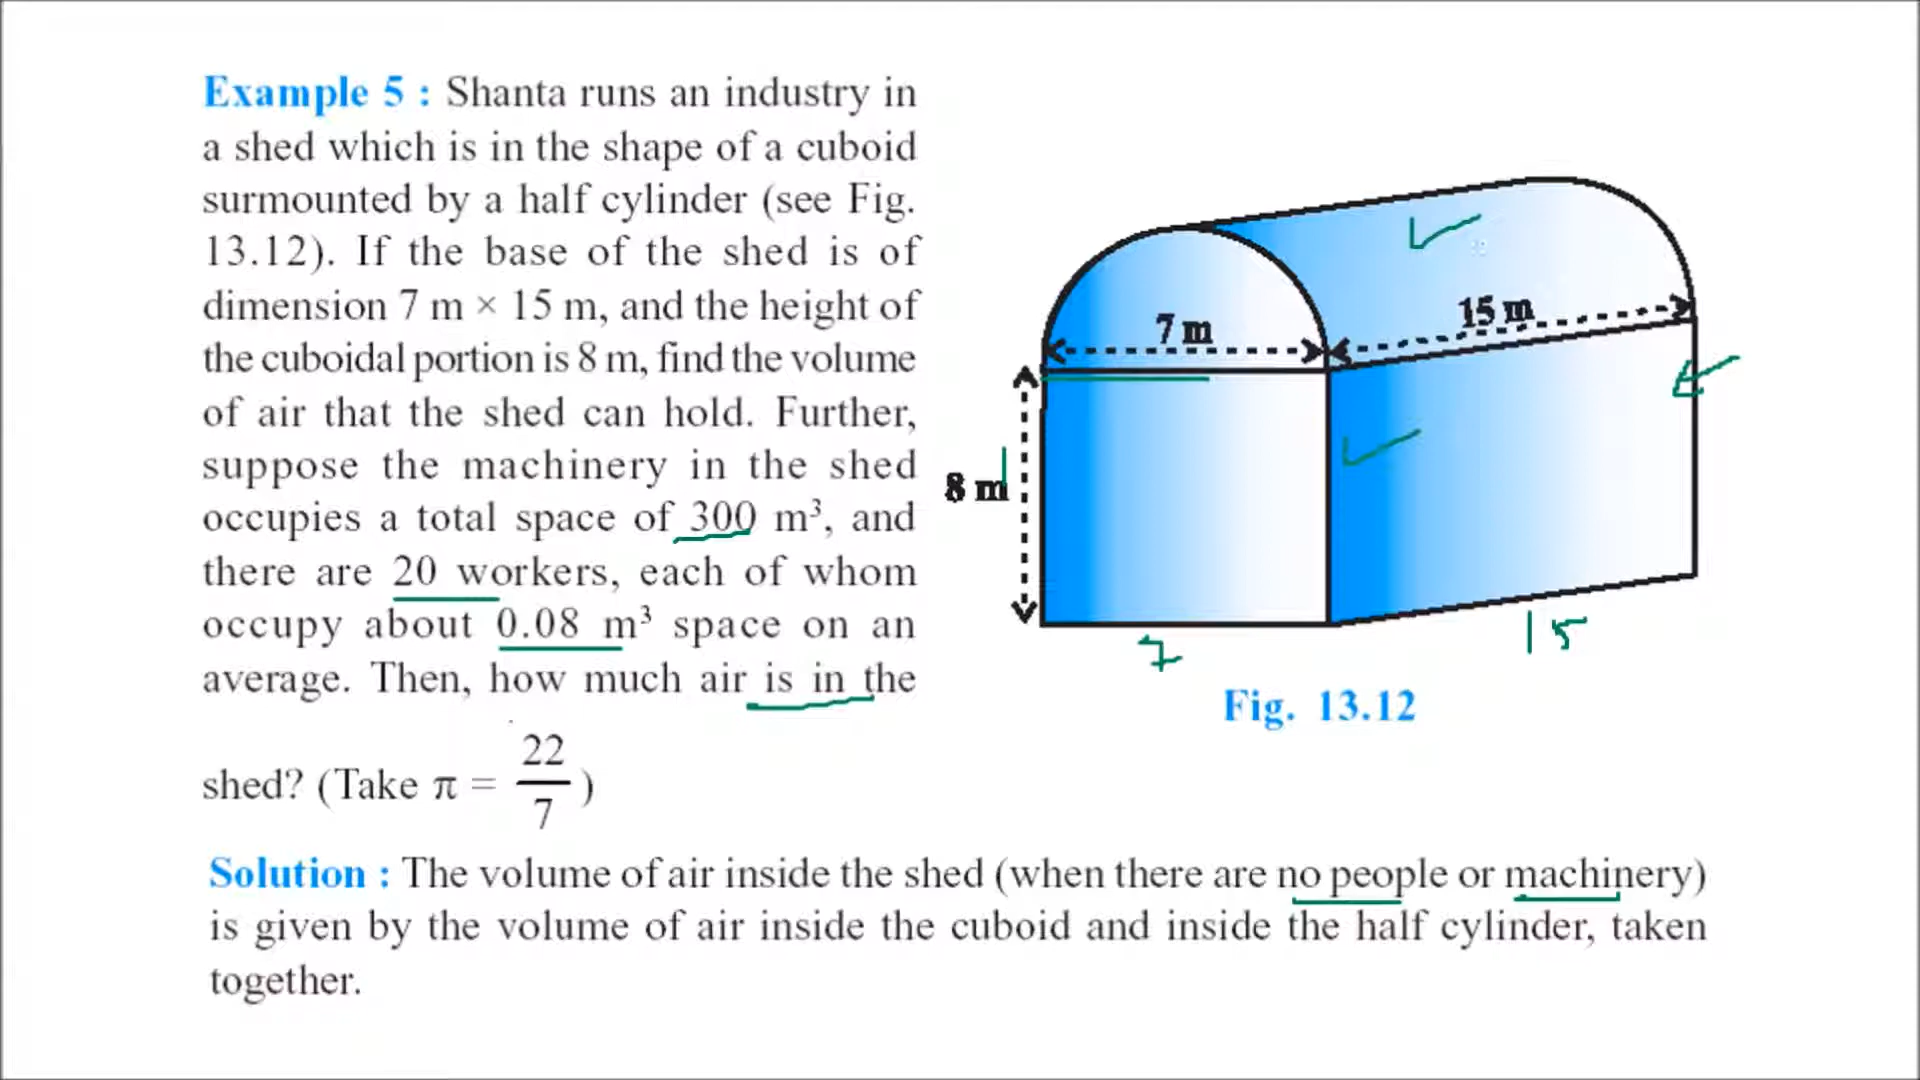 Example 5 : Shanta runs an industry in
a shed which is in the shape of a cuboid
surmounted by a half cylinder (see Fig.
13.12). If the base of the shed is of
dimension 7 m × 15 m, and the height of
the cuboidal portion is 8 m, find the volume
of air that the shed can hold. Further,
suppose the machinery in the shed
occupies a total space of 300 m³, and
there are 20 workers, each of whom
occupy about 0.08 m³ space on an
average. Then, how much air is in the
shed? (Take π = 22/7)
7 m
15 m
8 m
7
15
Fig. 13.12
Solution : The volume of air inside the shed (when there are no people or machinery)
is given by the volume of air inside the cuboid and inside the half cylinder, taken
together.